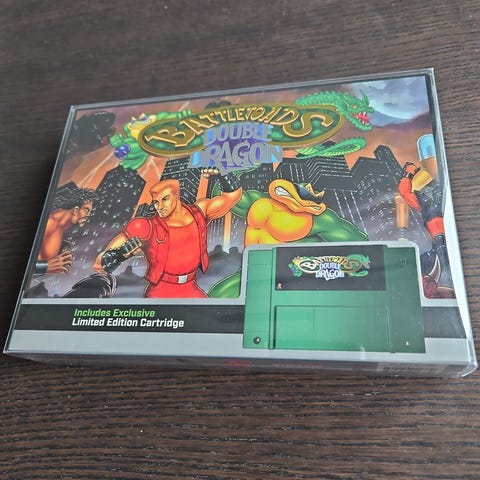 BATTLETOADS
DOUBLE
DRAGON
BATTLETOADS
DOUBLE
DRAGON
Includes Exclusive
Limited Edition Cartridge